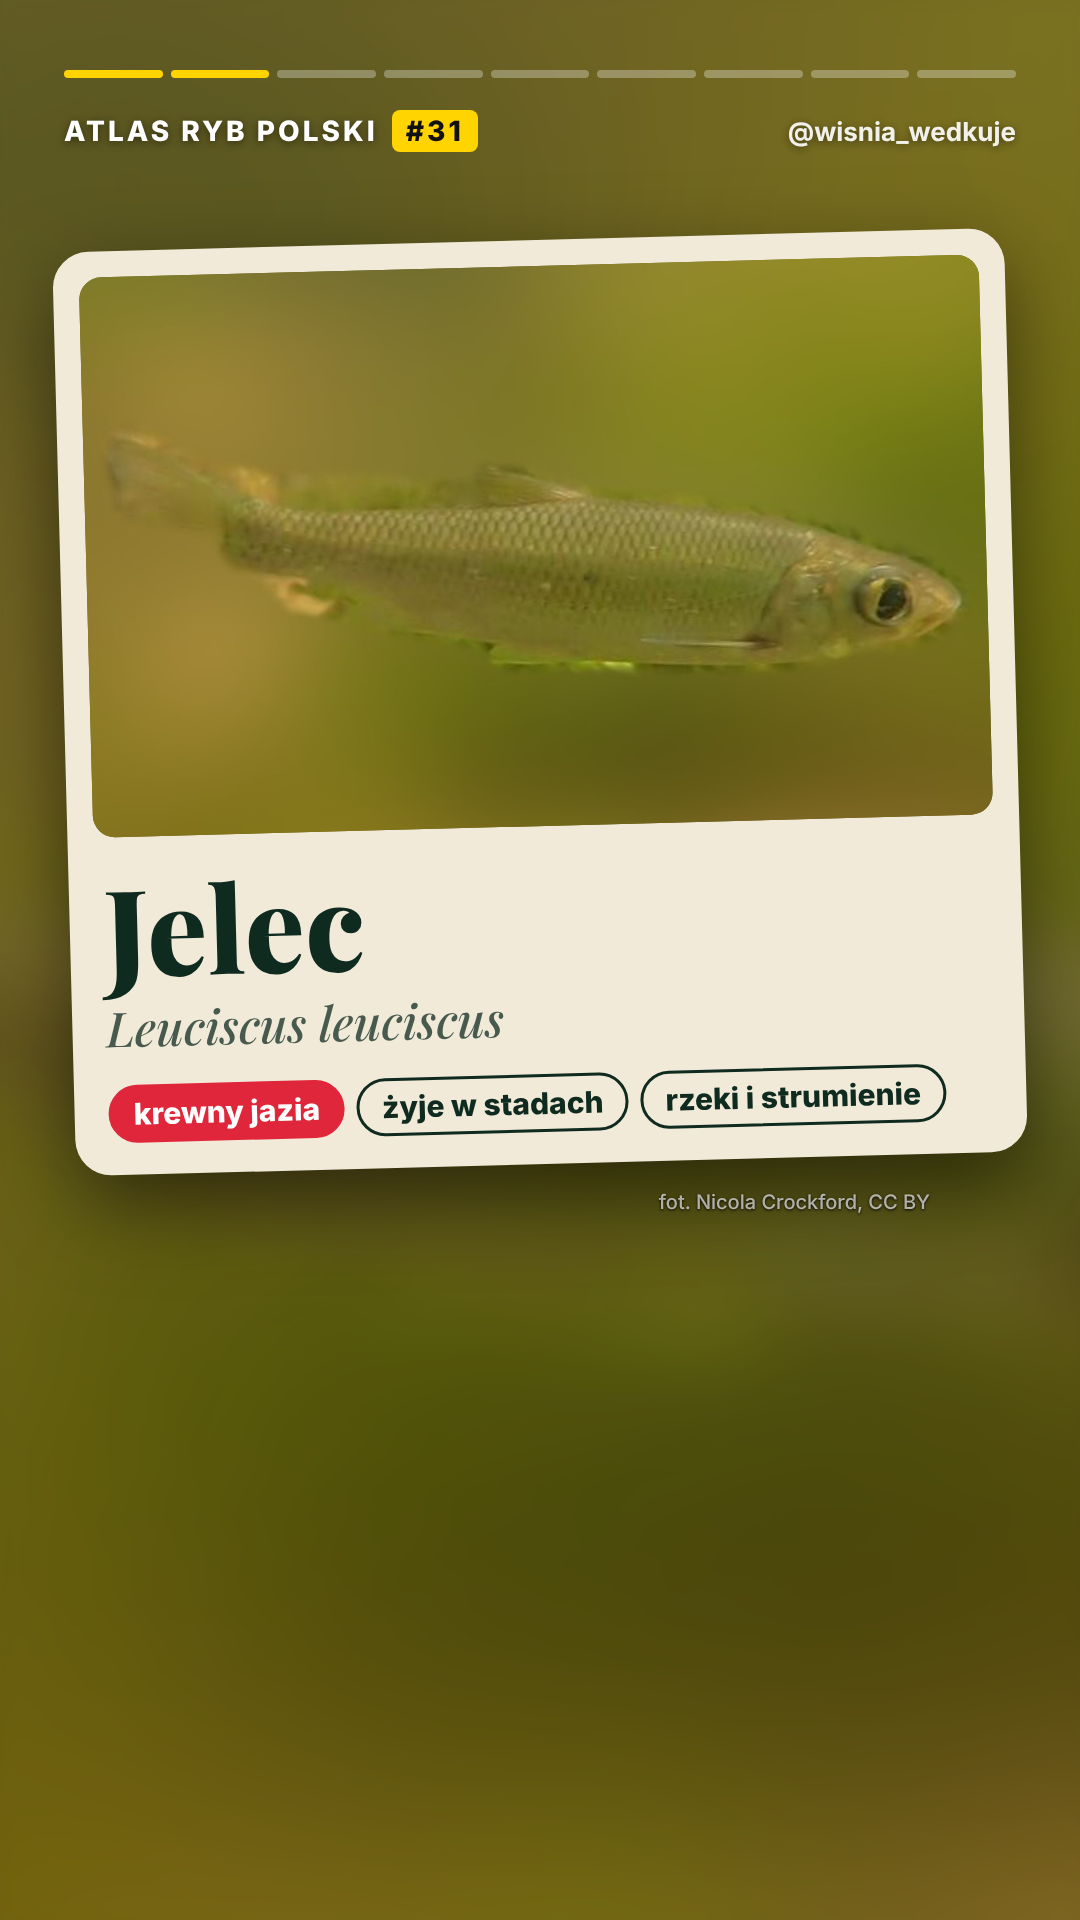 ATLAS RYB POLSKI #31
@wisnia_wedkuje
Jelec
Leuciscus leuciscus
krewny jazia
żyje w stadach
rzeki i strumienie
fot. Nicola Crockford, CC BY